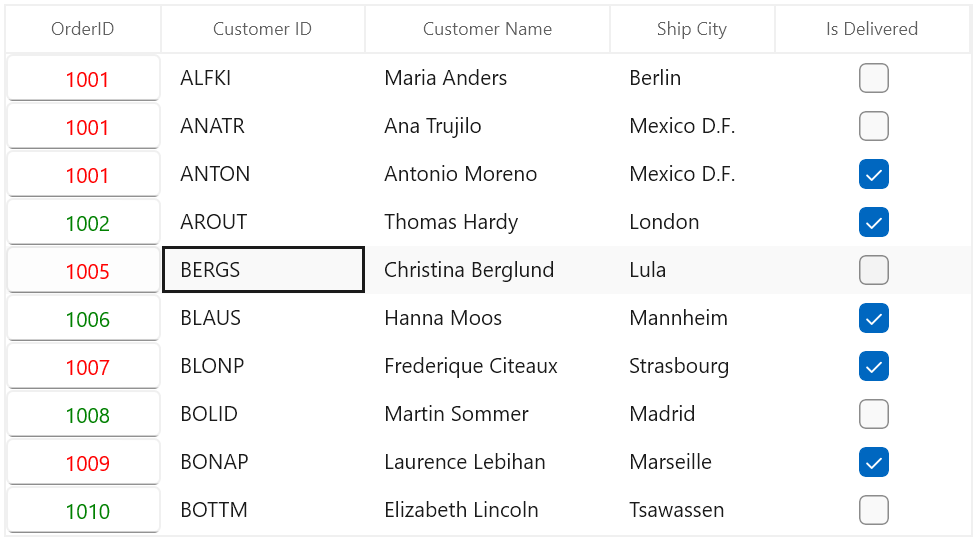 OrderID Customer ID Customer Name Ship City Is Delivered
1001 ALFKI Maria Anders Berlin
1001 ANATR Ana Trujilo Mexico D.F.
1001 ANTON Antonio Moreno Mexico D.F.
1002 AROUT Thomas Hardy London
1005 BERGS Christina Berglund Lula
1006 BLAUS Hanna Moos Mannheim
1007 BLONP Frederique Citeaux Strasbourg
1008 BOLID Martin Sommer Madrid
1009 BONAP Laurence Lebihan Marseille
1010 BOTTM Elizabeth Lincoln Tsawassen